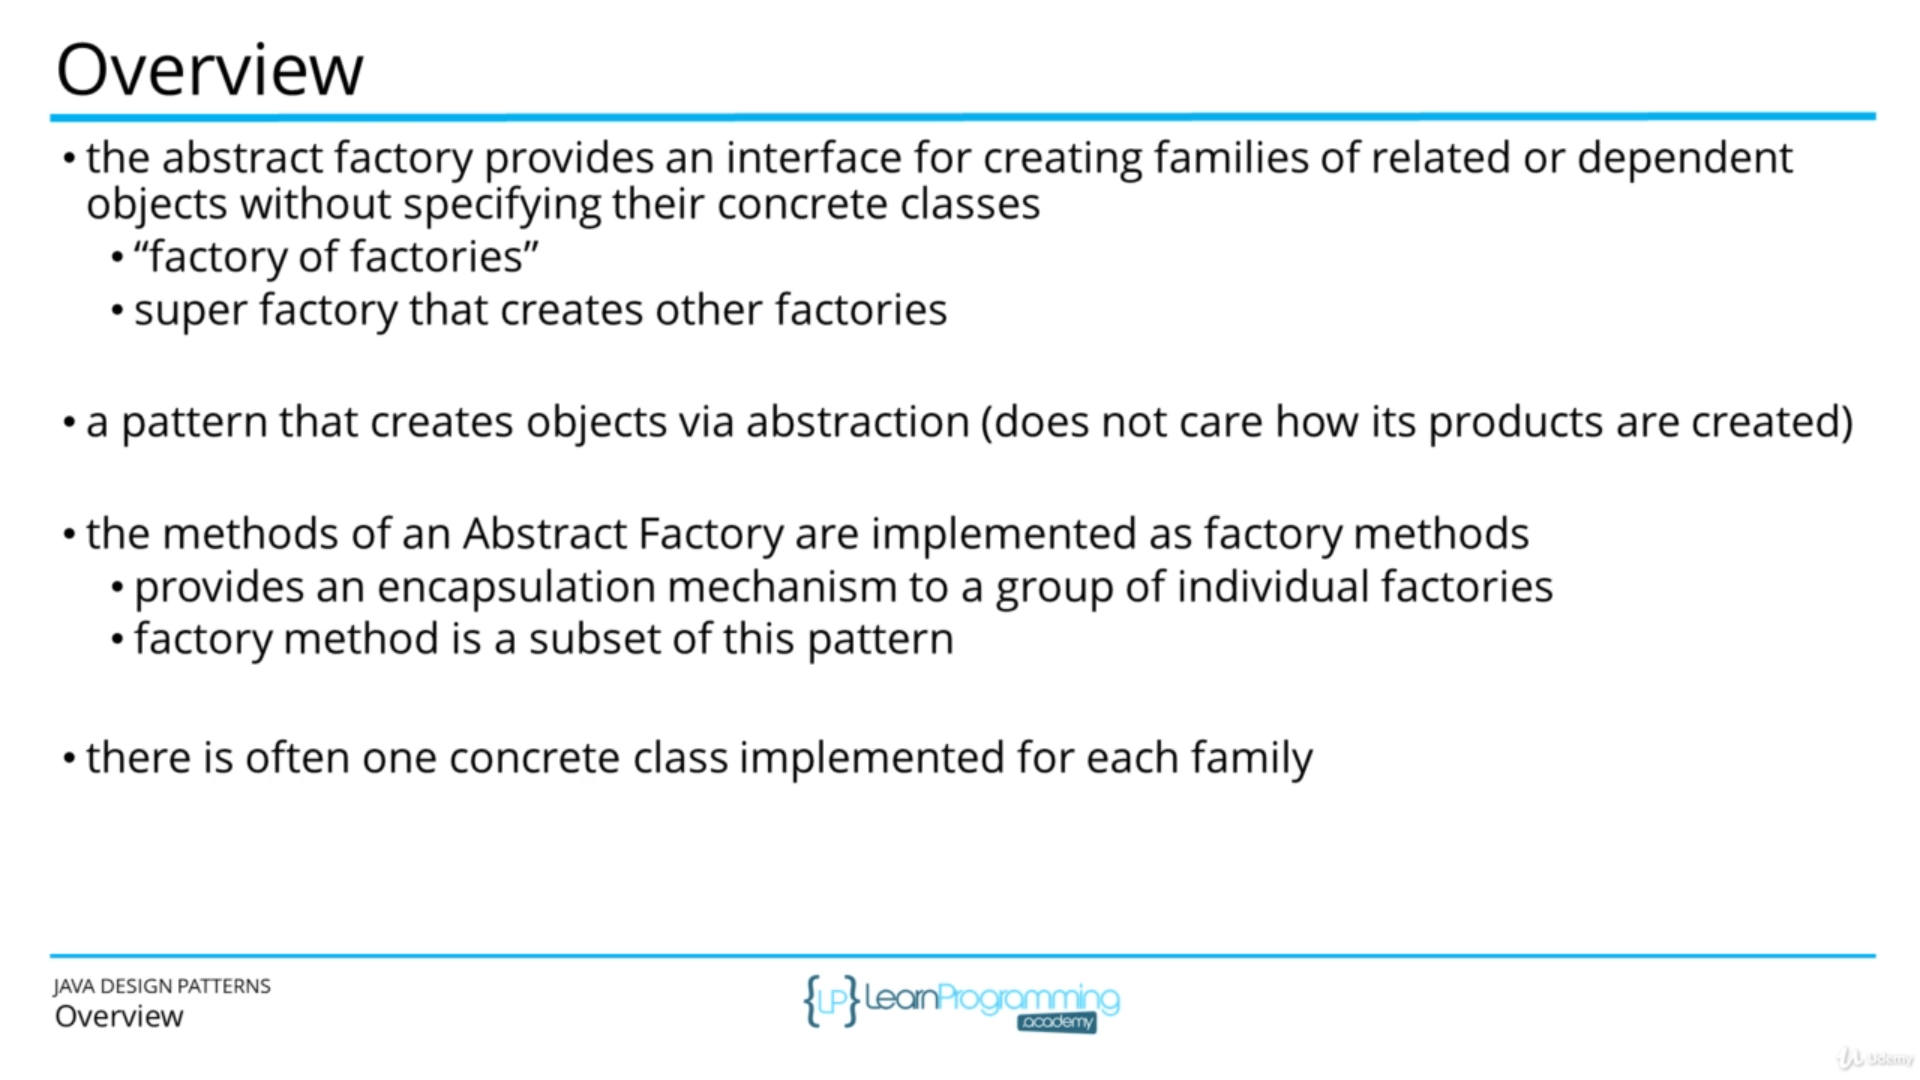 Overview
• the abstract factory provides an interface for creating families of related or dependent
objects without specifying their concrete classes
• “factory of factories”
• super factory that creates other factories
• a pattern that creates objects via abstraction (does not care how its products are created)
• the methods of an Abstract Factory are implemented as factory methods
• provides an encapsulation mechanism to a group of individual factories
• factory method is a subset of this pattern
• there is often one concrete class implemented for each family
JAVA DESIGN PATTERNS
Overview
{LP} LearnProgramming
academy
Udemy